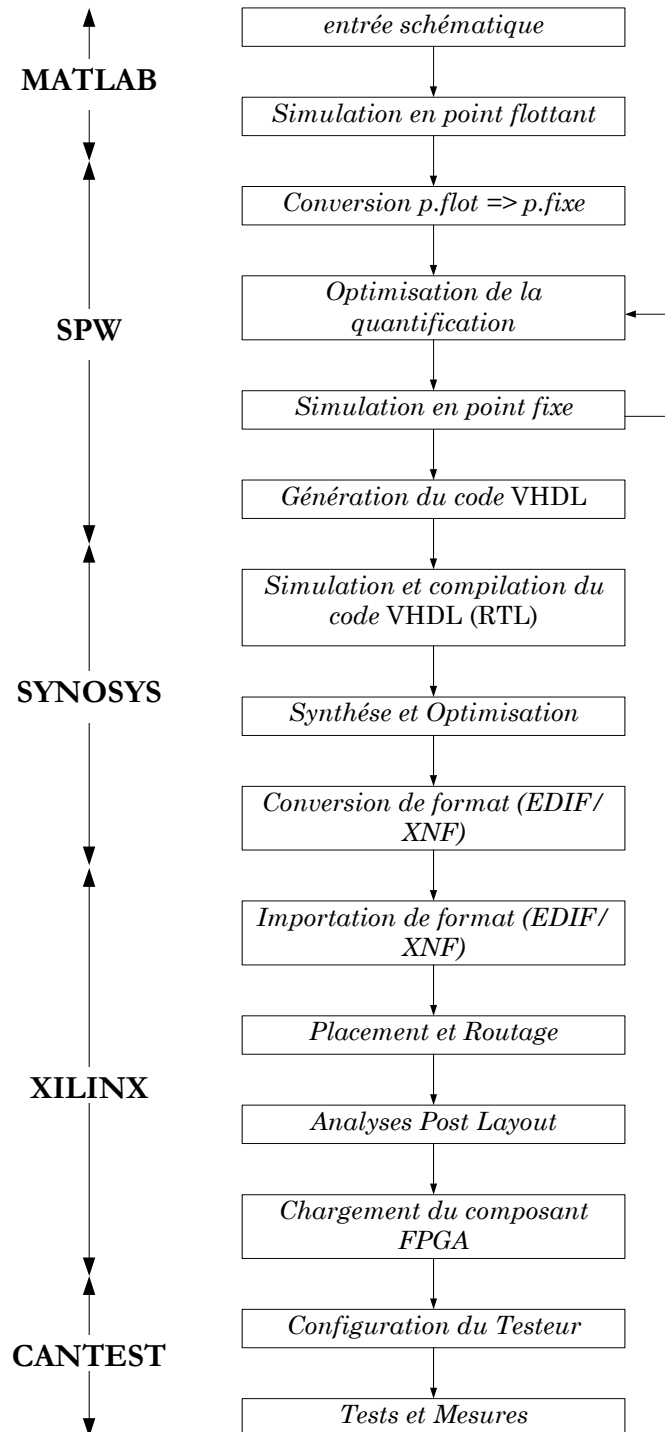 entrée schématique
MATLAB
Simulation en point flottant
Conversion p.flot => p.fixe
Optimisation de la
quantification
SPW
Simulation en point fixe
Génération du code VHDL
Simulation et compilation du
code VHDL (RTL)
SYNOSYS
Synthése et Optimisation
Conversion de format (EDIF/
XNF)
Importation de format (EDIF/
XNF)
Placement et Routage
XILINX
Analyses Post Layout
Chargement du composant
FPGA
Configuration du Testeur
CANTEST
Tests et Mesures